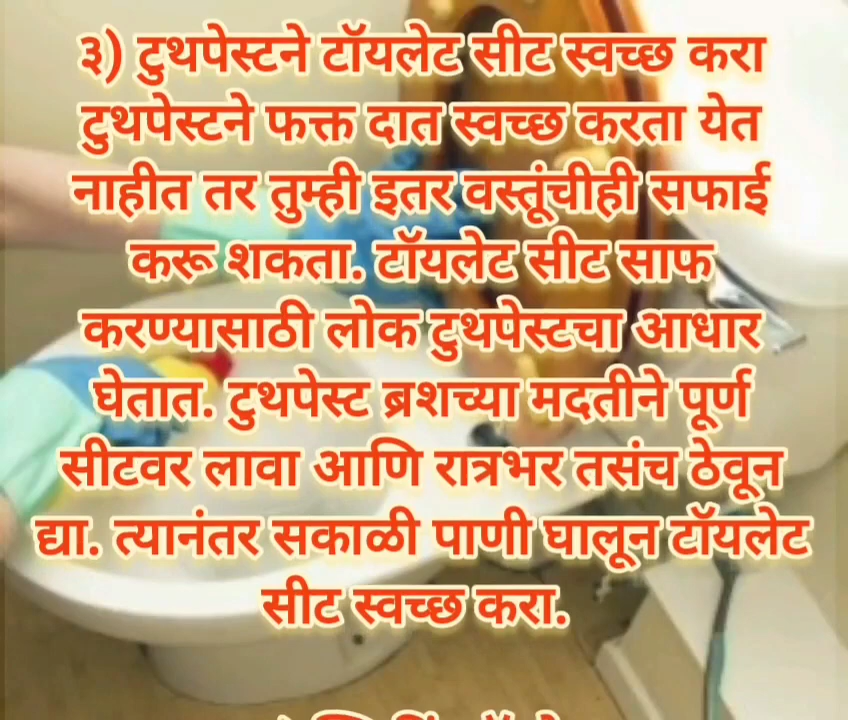 ३) टुथपेस्टने टॉयलेट सीट स्वच्छ करा
टुथपेस्टने फक्त दात स्वच्छ करता येत
नाहीत तर तुम्ही इतर वस्तूंचीही सफाई
करू शकता. टॉयलेट सीट साफ
करण्यासाठी लोक टुथपेस्टचा आधार
घेतात. टुथपेस्ट ब्रशच्या मदतीने पूर्ण
सीटवर लावा आणि रात्रभर तसंच ठेवून
द्या. त्यानंतर सकाळी पाणी घालून टॉयलेट
सीट स्वच्छ करा.